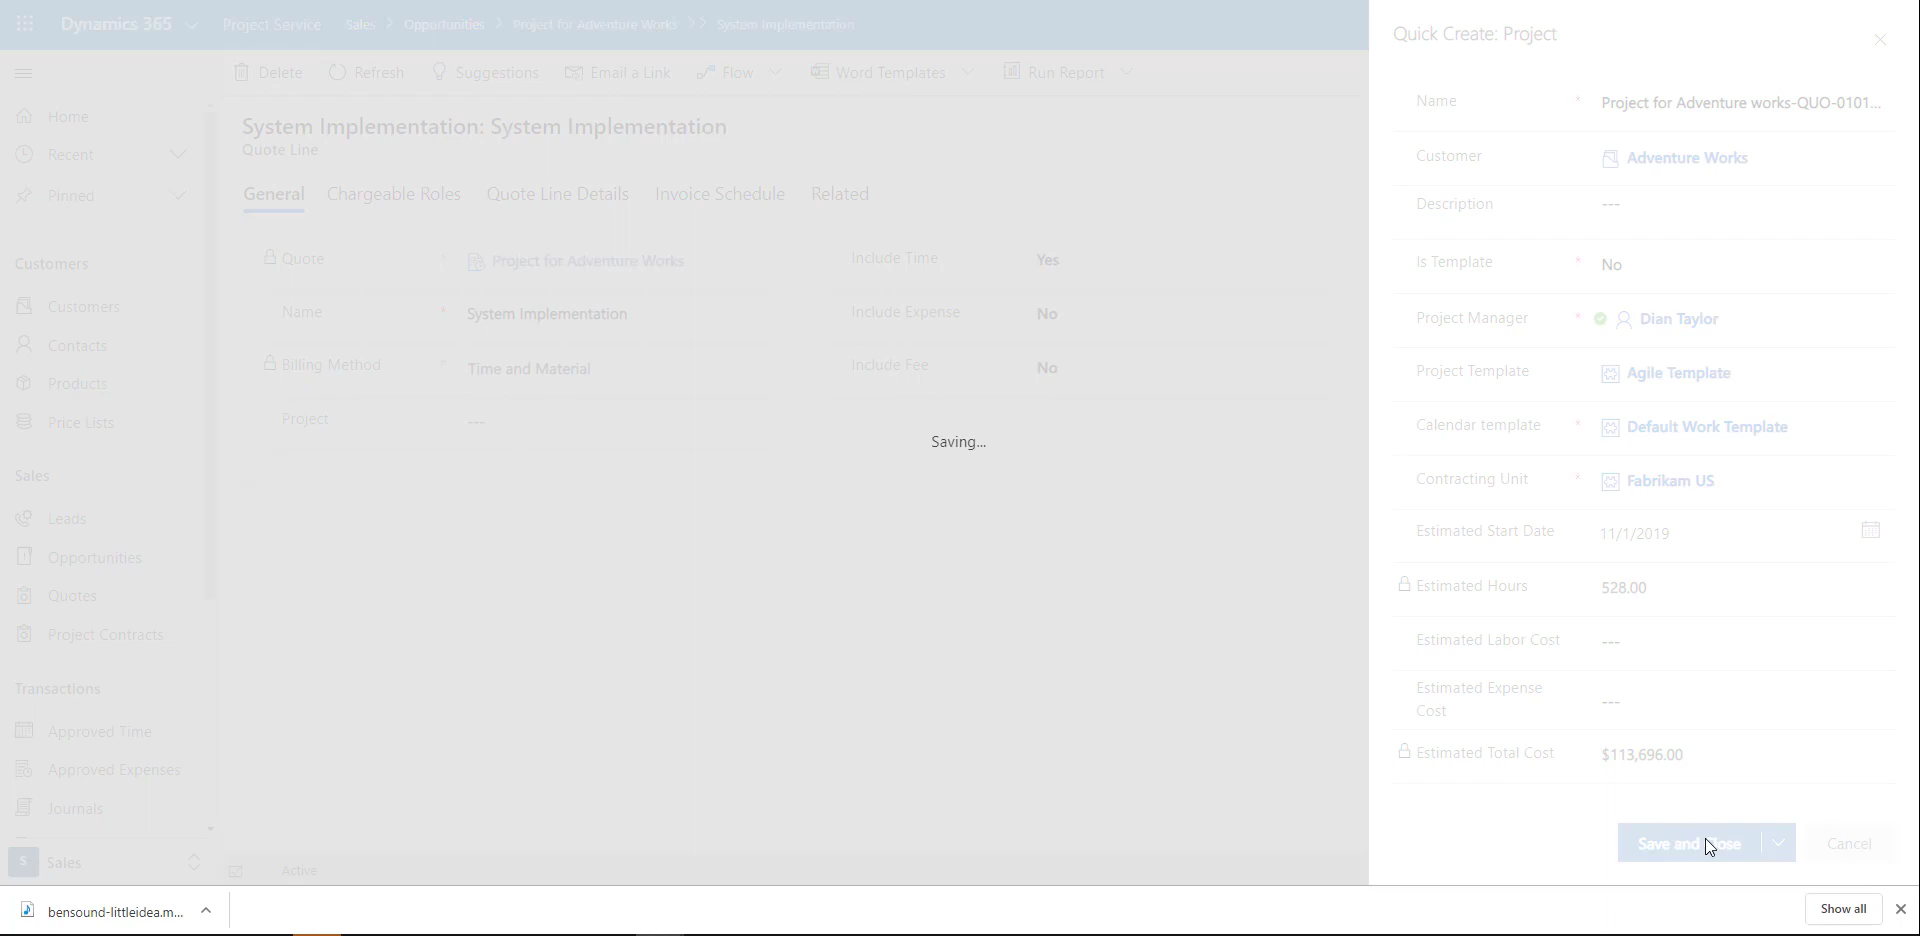 Dynamics 365
Project Service
Sales > Opportunities > Project for Adventure Works > > System Implementation
Delete
Refresh
Suggestions
Email a Link
Flow
Word Templates
Run Report
Home
Recent
Pinned
Customers
Customers
Contacts
Products
Price Lists
Sales
Leads
Opportunities
Quotes
Project Contracts
Transactions
Approved Time
Approved Expenses
Journals
S Sales
System Implementation: System Implementation
Quote Line
General
Chargeable Roles
Quote Line Details
Invoice Schedule
Related
Quote * Project for Adventure Works
Name * System Implementation
Billing Method * Time and Material
Project ---
Include Time Yes
Include Expense No
Include Fee No
Saving...
Active
Quick Create: Project
Name * Project for Adventure works-QUO-0101...
Customer Adventure Works
Description ---
Is Template * No
Project Manager * Dian Taylor
Project Template Agile Template
Calendar template * Default Work Template
Contracting Unit * Fabrikam US
Estimated Start Date 11/1/2019
Estimated Hours 528.00
Estimated Labor Cost ---
Estimated Expense
Cost ---
Estimated Total Cost $113,696.00
Cancel
bensound-littleidea.m...
Show all